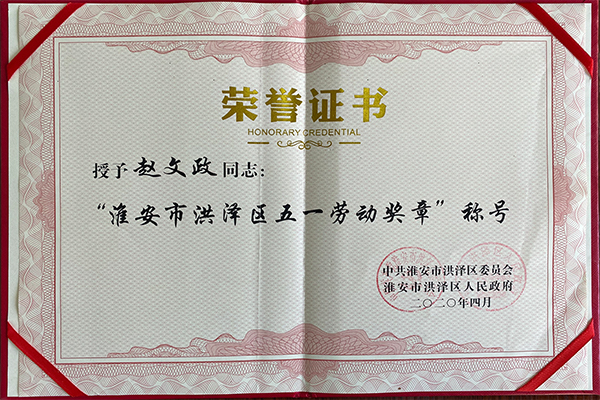 荣誉证书
HONORARY CREDENTIAL
授予赵文政同志：
“淮安市洪泽区五一劳动奖章”称号
中共淮安市洪泽区委员会
淮安市洪泽区人民政府
二〇二〇年四月